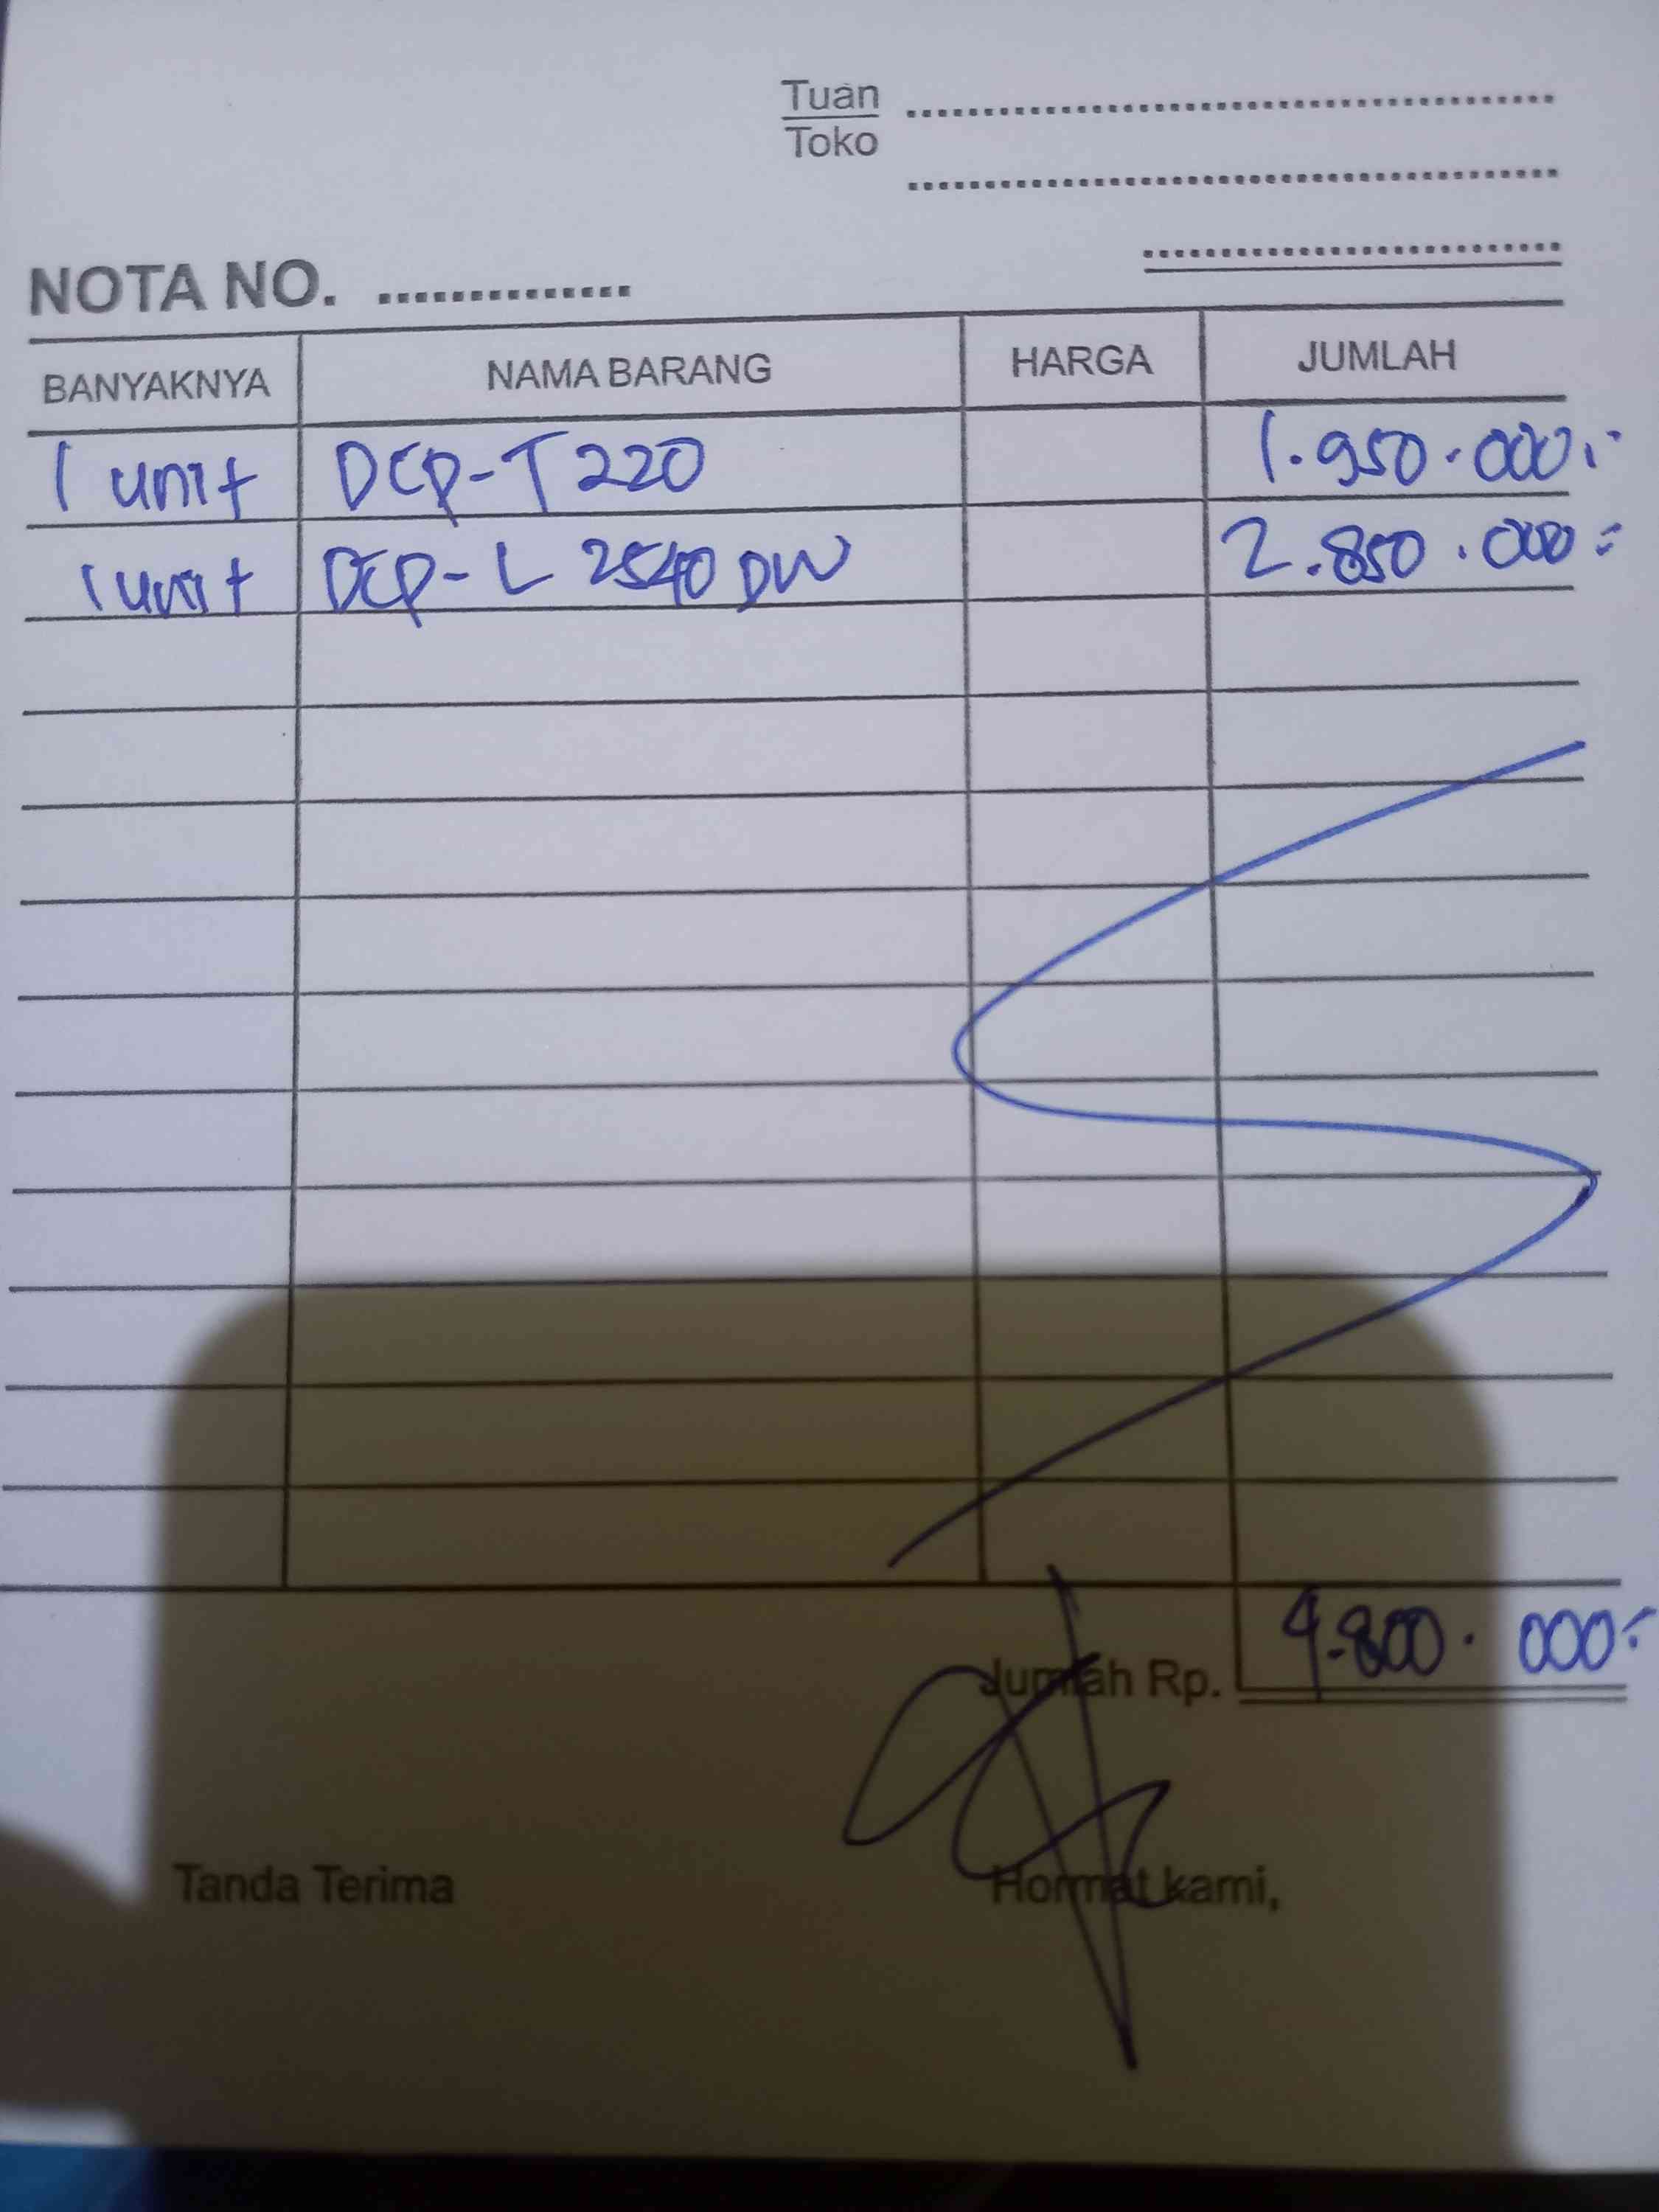 Tuan
Toko
NOTA NO. ..............
BANYAKNYA NAMA BARANG HARGA JUMLAH
1 unit DCP-T220 1.950.000.-
1 unit DCP-L 2540 DW 2.850.000.-
Jumlah Rp. 4.800.000.-
Tanda Terima Hormat kami,